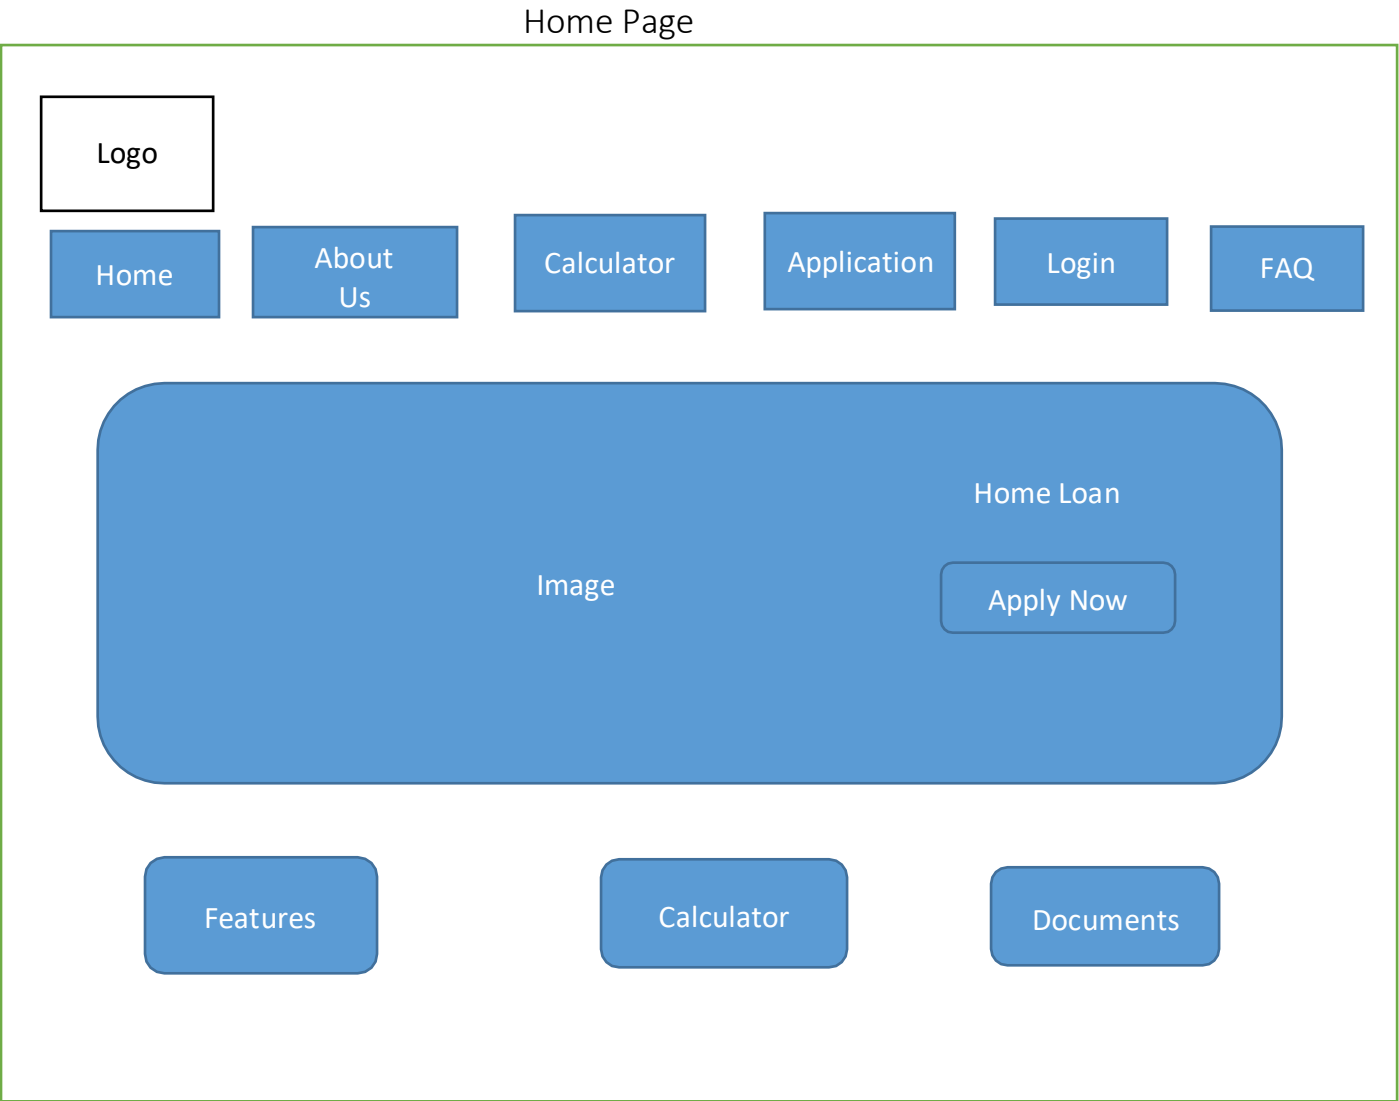 Home Page
Logo
Home
About
Us
Calculator
Application
Login
FAQ
Home Loan
Image
Apply Now
Features
Calculator
Documents